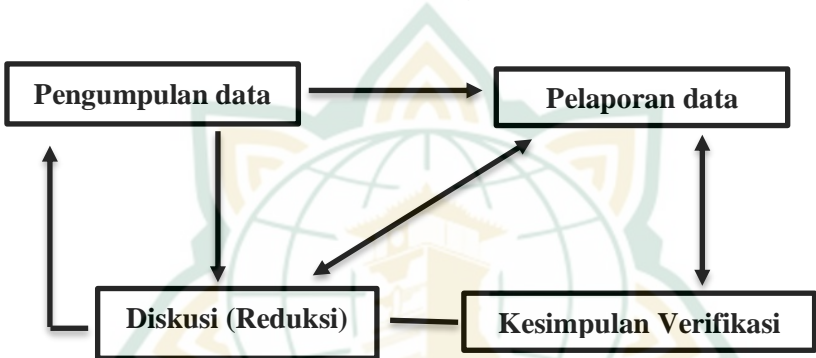 Pengumpulan data
Pelaporan data
Diskusi (Reduksi)
Kesimpulan Verifikasi